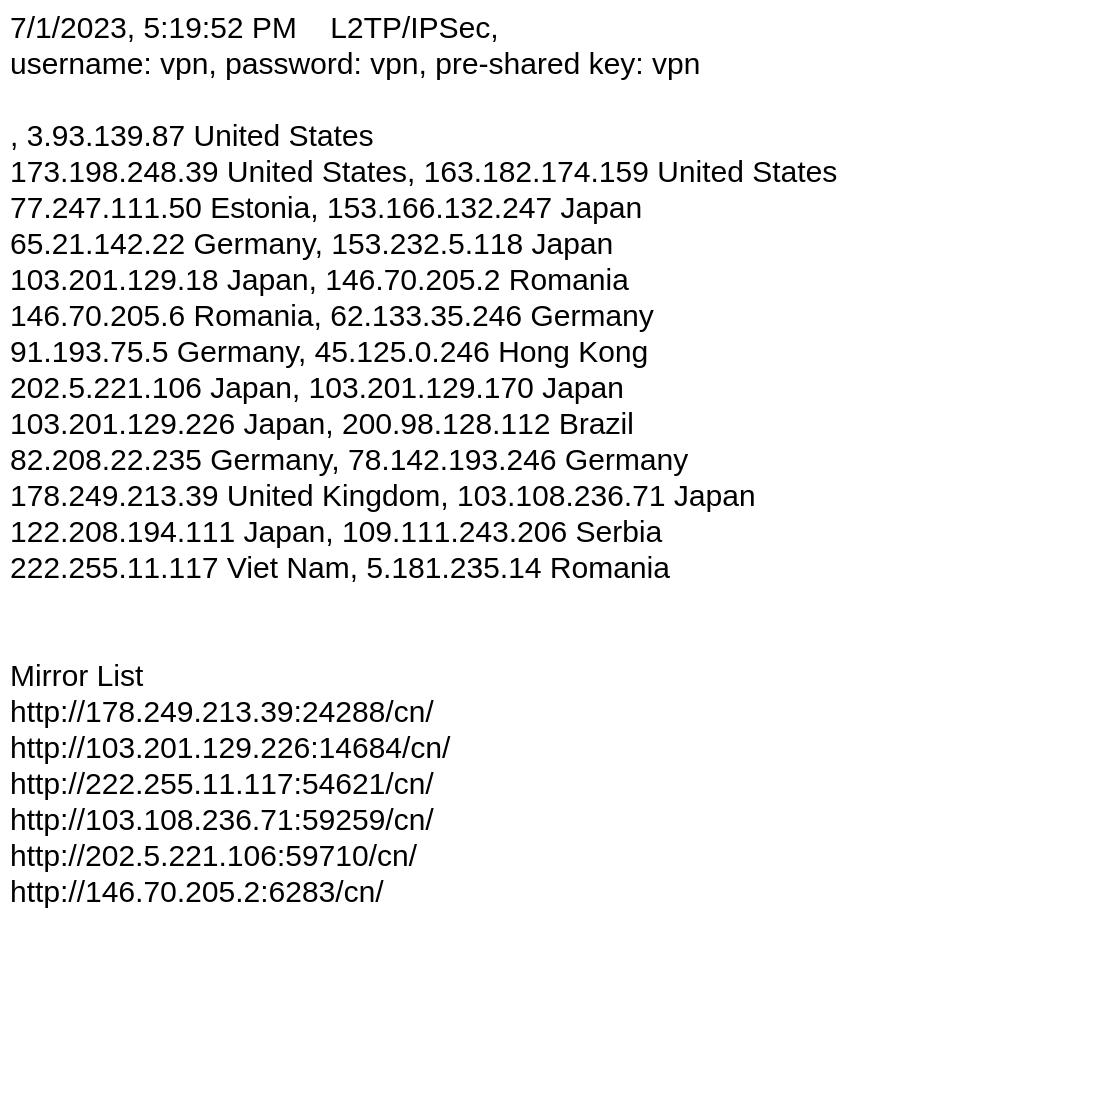 7/1/2023, 5:19:52 PM    L2TP/IPSec,
username: vpn, password: vpn, pre-shared key: vpn
, 3.93.139.87 United States
173.198.248.39 United States, 163.182.174.159 United States
77.247.111.50 Estonia, 153.166.132.247 Japan
65.21.142.22 Germany, 153.232.5.118 Japan
103.201.129.18 Japan, 146.70.205.2 Romania
146.70.205.6 Romania, 62.133.35.246 Germany
91.193.75.5 Germany, 45.125.0.246 Hong Kong
202.5.221.106 Japan, 103.201.129.170 Japan
103.201.129.226 Japan, 200.98.128.112 Brazil
82.208.22.235 Germany, 78.142.193.246 Germany
178.249.213.39 United Kingdom, 103.108.236.71 Japan
122.208.194.111 Japan, 109.111.243.206 Serbia
222.255.11.117 Viet Nam, 5.181.235.14 Romania
Mirror List
http://178.249.213.39:24288/cn/
http://103.201.129.226:14684/cn/
http://222.255.11.117:54621/cn/
http://103.108.236.71:59259/cn/
http://202.5.221.106:59710/cn/
http://146.70.205.2:6283/cn/